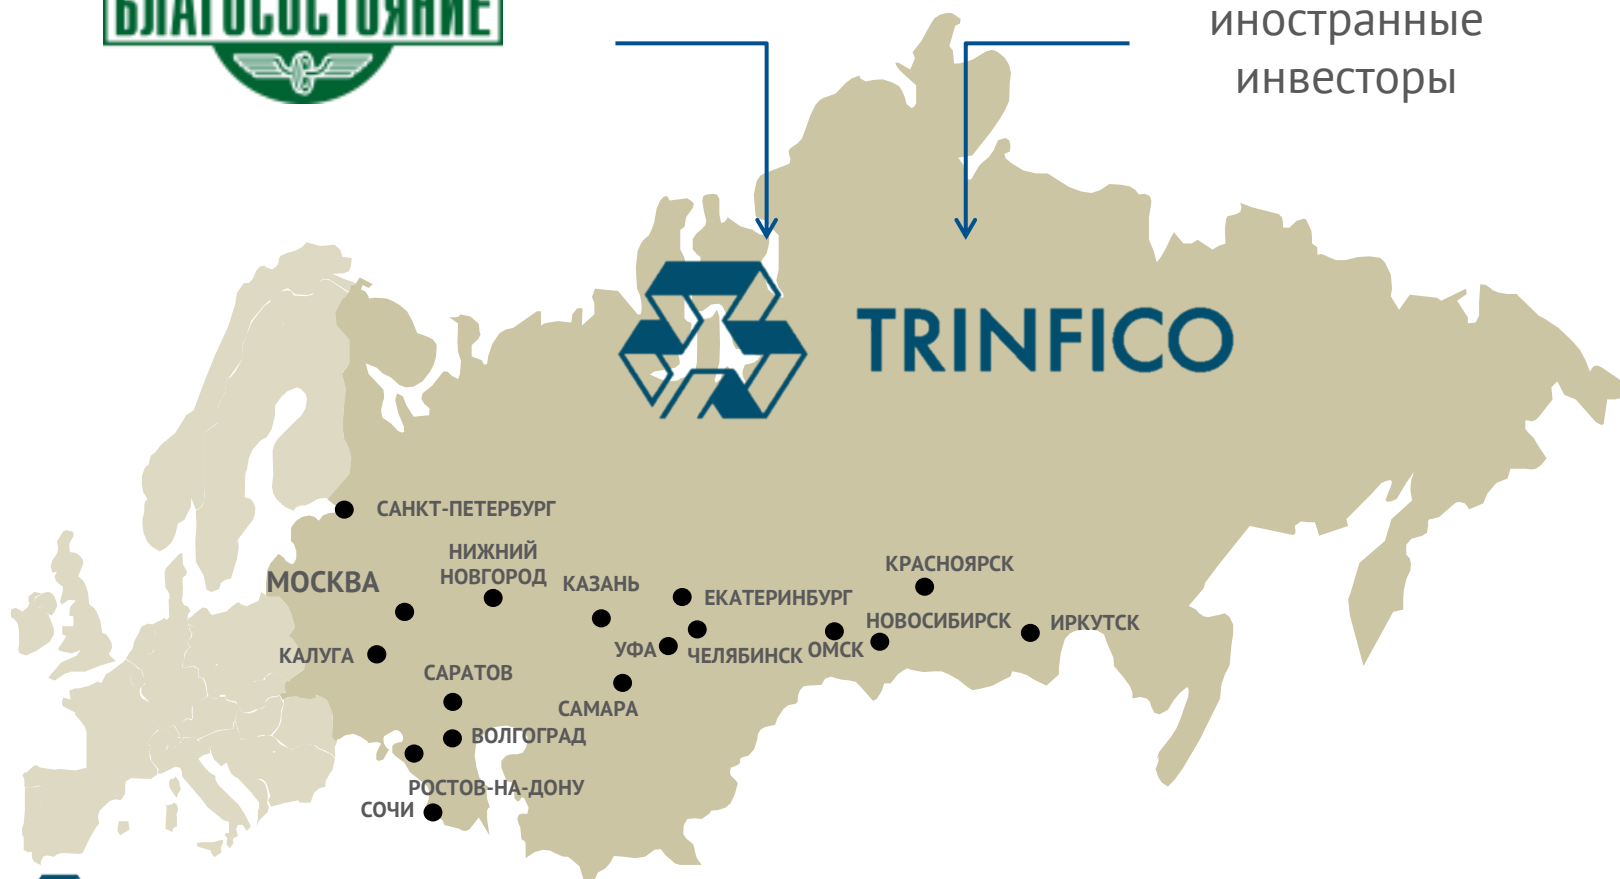 БЛАГОСОСТОЯНИЕ
иностранные
инвесторы
TRINFICO
САНКТ-ПЕТЕРБУРГ
НИЖНИЙ
НОВГОРОД
МОСКВА
КАЗАНЬ
ЕКАТЕРИНБУРГ
КРАСНОЯРСК
НОВОСИБИРСК
ИРКУТСК
КАЛУГА
УФА
ЧЕЛЯБИНСК
ОМСК
САРАТОВ
САМАРА
ВОЛГОГРАД
РОСТОВ-НА-ДОНУ
СОЧИ